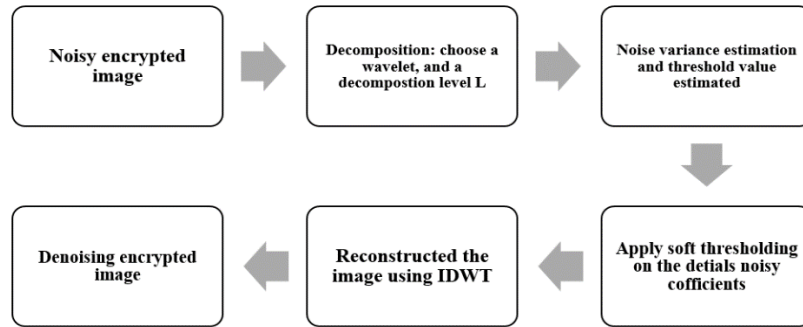 Noisy encrypted
image
Decomposition: choose a
wavelet, and a
decompostion level L
Noise variance estimation
and threshold value
estimated
Apply soft thresholding
on the detials noisy
cofficients
Reconstructed the
image using IDWT
Denoising encrypted
image